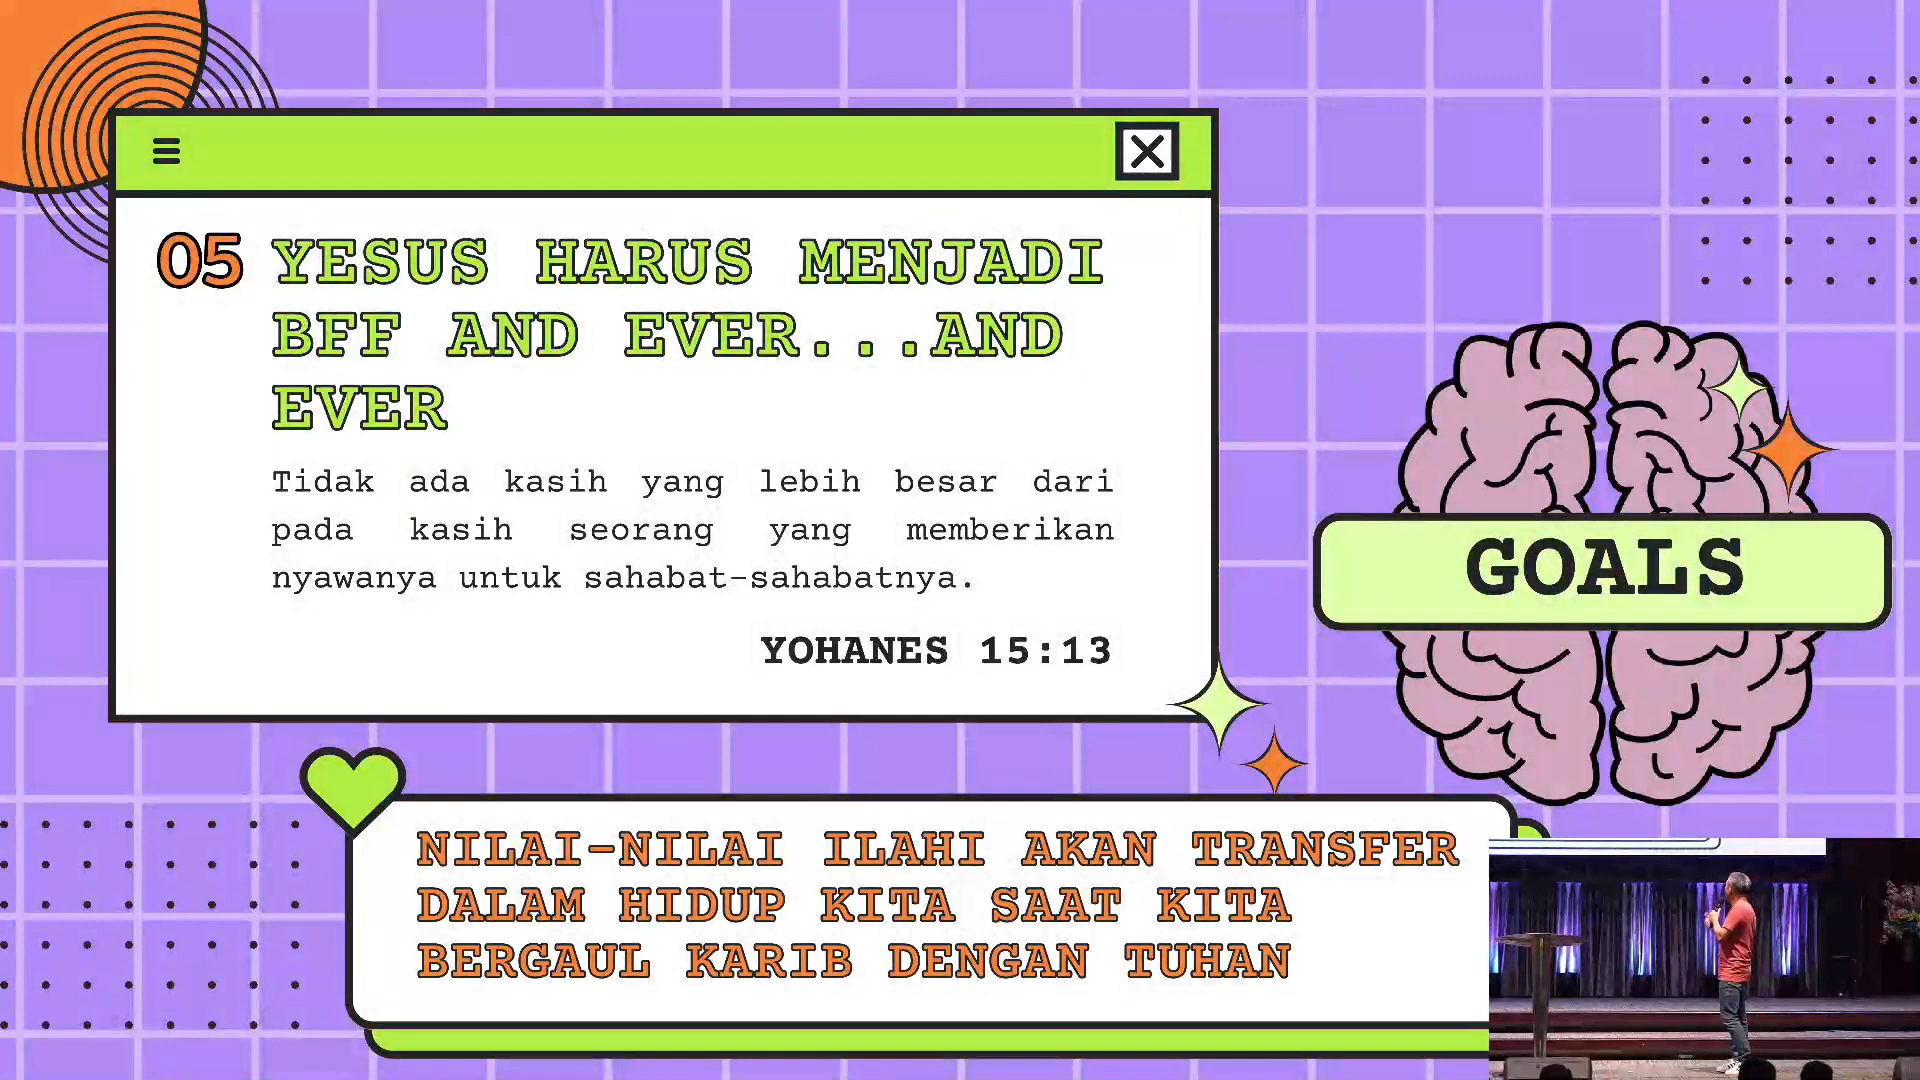 05 YESUS HARUS MENJADI
BFF AND EVER...AND
EVER
Tidak ada kasih yang lebih besar dari
pada kasih seorang yang memberikan
nyawanya untuk sahabat-sahabatnya.
YOHANES 15:13
GOALS
NILAI-NILAI ILAHI AKAN TRANSFER
DALAM HIDUP KITA SAAT KITA
BERGAUL KARIB DENGAN TUHAN